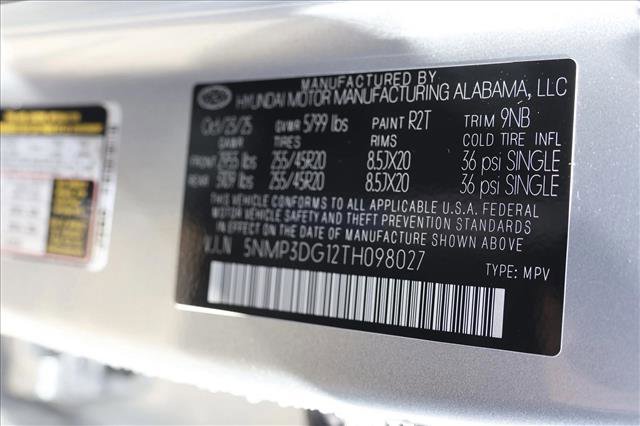 MANUFACTURED BY
HYUNDAI MOTOR MANUFACTURING ALABAMA, LLC
Oct/23/25 GVWR 5799 lbs PAINT R2T TRIM 9NB
GAWR TIRES RIMS COLD TIRE INFL
FRONT 2955 lbs 255/45R20 8.5JX20 36 psi SINGLE
REAR 3109 lbs 255/45R20 8.5JX20 36 psi SINGLE
THIS VEHICLE CONFORMS TO ALL APPLICABLE U.S.A. FEDERAL
MOTOR VEHICLE SAFETY AND THEFT PREVENTION STANDARDS
IN EFFECT ON THE DATE OF MANUFACTURE SHOWN ABOVE
V.I.N 5NMP3DG12TH098027
TYPE: MPV